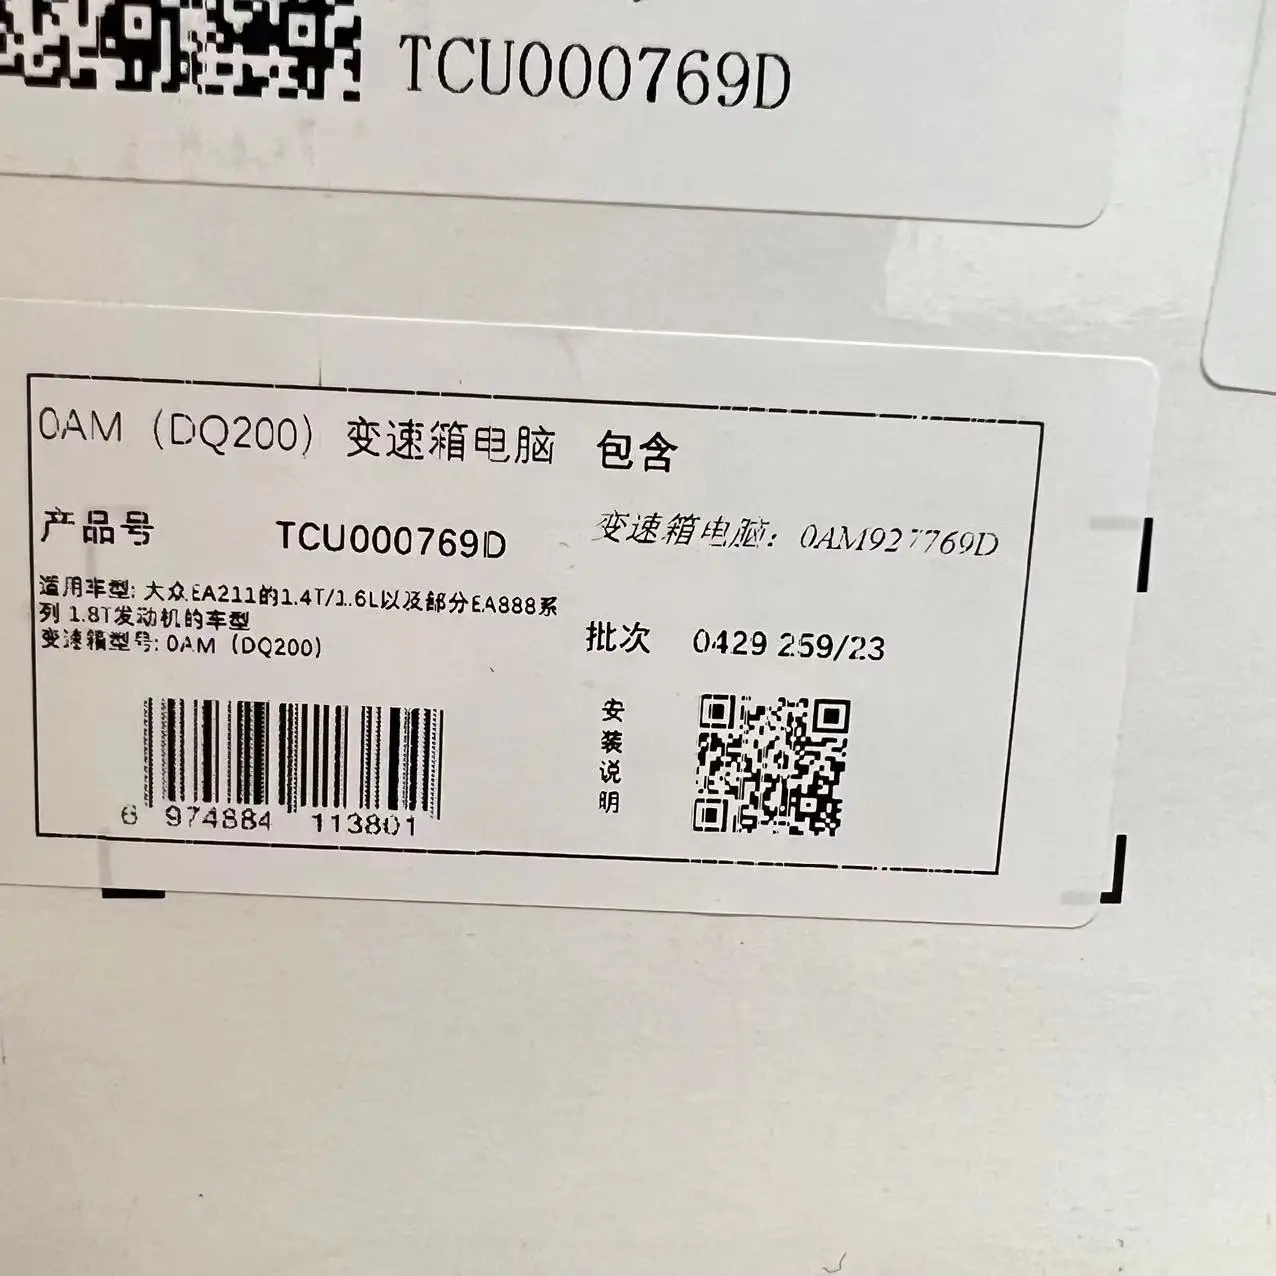 TCU000769D
0AM（DQ200）变速箱电脑 包含
产品号 TCU000769D
变速箱电脑：0AM927769D
适用车型: 大众EA211的1.4T/1.6L以及部分EA888系
列 1.8T发动机的车型
变速箱型号: 0AM（DQ200）
批次 0429 259/23
安装说明
6 974884 113801